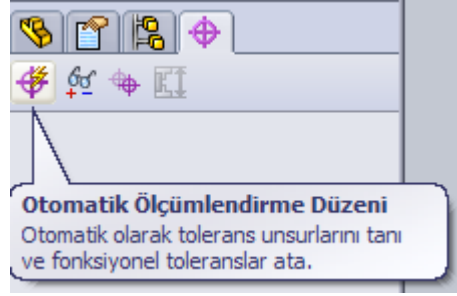 Otomatik Ölçümlendirme Düzeni
Otomatik olarak tolerans unsurlarını tanı
ve fonksiyonel toleranslar ata.